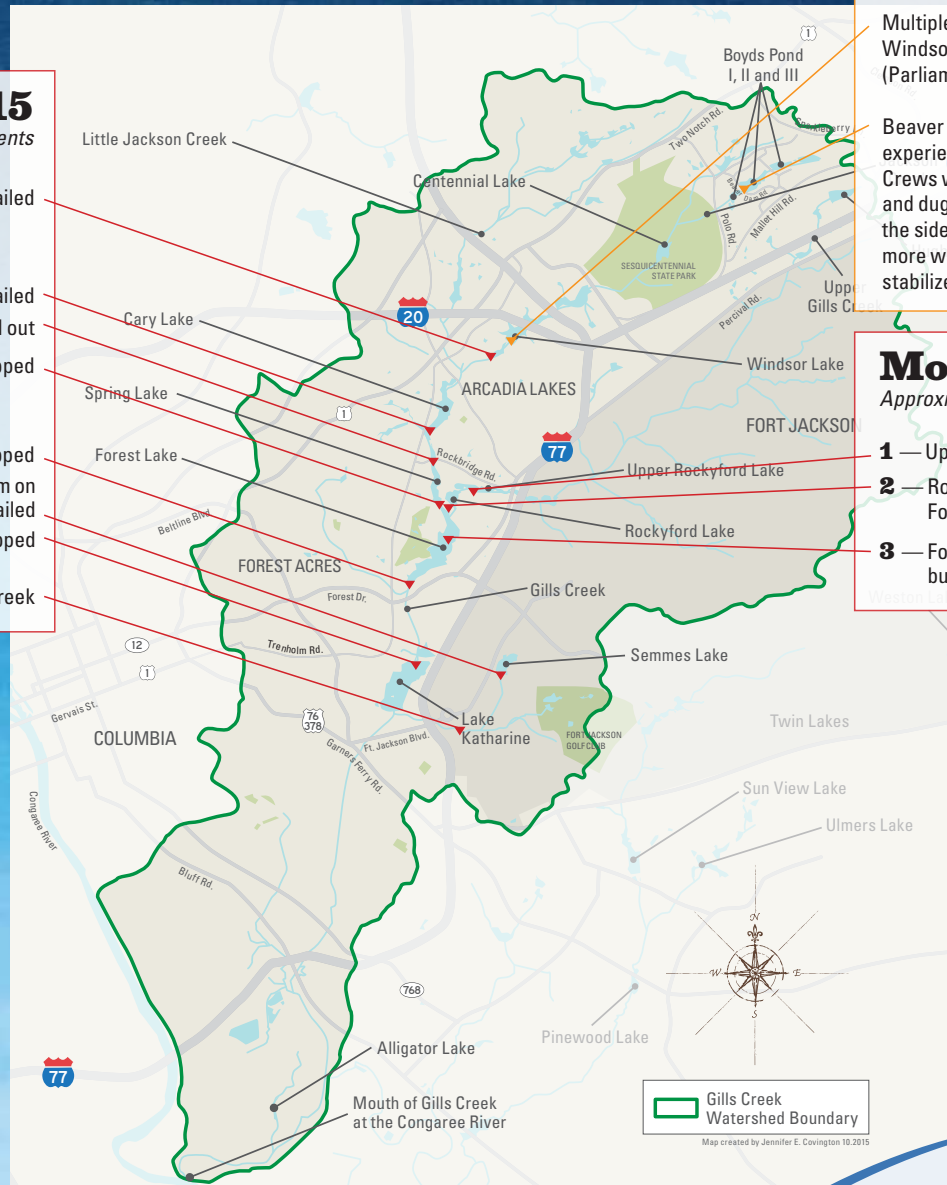 15
ents
ailed
ailed
l out
pped
pped
m on
ailed
pped
reek
Multiple
Windso
(Parliam
Beaver
experie
Crews w
and dug
the side
more w
stabilize
Mo
Approxi
1 — Up
2 — Ro
Fo
3 — Fo
bu
1
Boyds Pond
I, II and III
Two Notch Rd.
Little Jackson Creek
Centennial Lake
Polo Rd.
Mallet Hill Rd.
SESQUICENTENNIAL
STATE PARK
Upper
Gills Creek
Percival Rd.
20
Cary Lake
Windsor Lake
ARCADIA LAKES
Spring Lake
1
FORT JACKSON
77
Forest Lake
Rockbridge Rd.
Upper Rockyford Lake
Beltline Blvd
Rockyford Lake
FOREST ACRES
Forest Dr.
Gills Creek
Weston La
12
Trenholm Rd.
Semmes Lake
1
Gervais St.
76
378
Lake
Katharine
Twin Lakes
COLUMBIA
Ft. Jackson Blvd.
FORT JACKSON
GOLF CLUB
Garners Ferry Rd.
Sun View Lake
Congaree River
Ulmers Lake
Bluff Rd.
N
W
E
S
768
Pinewood Lake
77
Alligator Lake
Mouth of Gills Creek
at the Congaree River
Gills Creek
Watershed Boundary
Map created by Jennifer E. Covington 10.2015